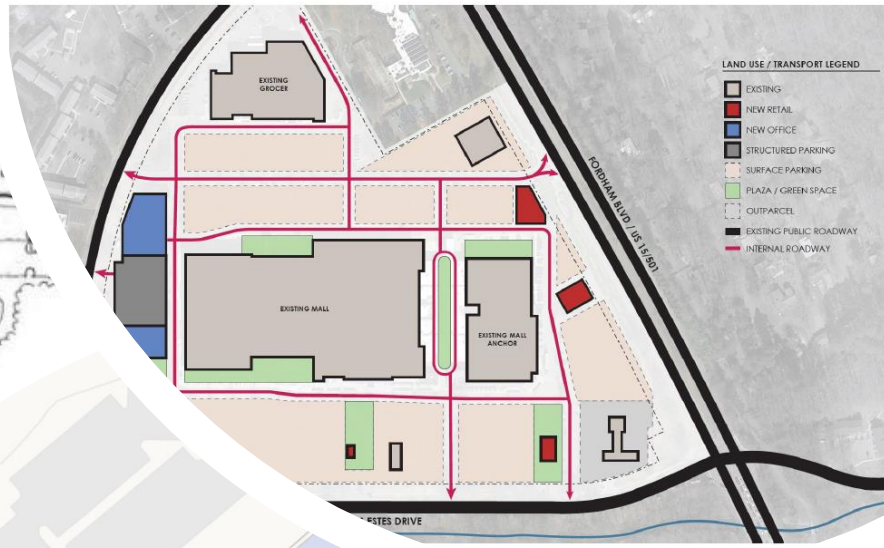 EXISTING
GROCER
EXISTING MALL
EXISTING MALL
ANCHOR
FORDHAM BLVD / US 15/501
ESTES DRIVE
LAND USE / TRANSPORT LEGEND
EXISTING
NEW RETAIL
NEW OFFICE
STRUCTURED PARKING
SURFACE PARKING
PLAZA / GREEN SPACE
OUTPARCEL
EXISTING PUBLIC ROADWAY
INTERNAL ROADWAY